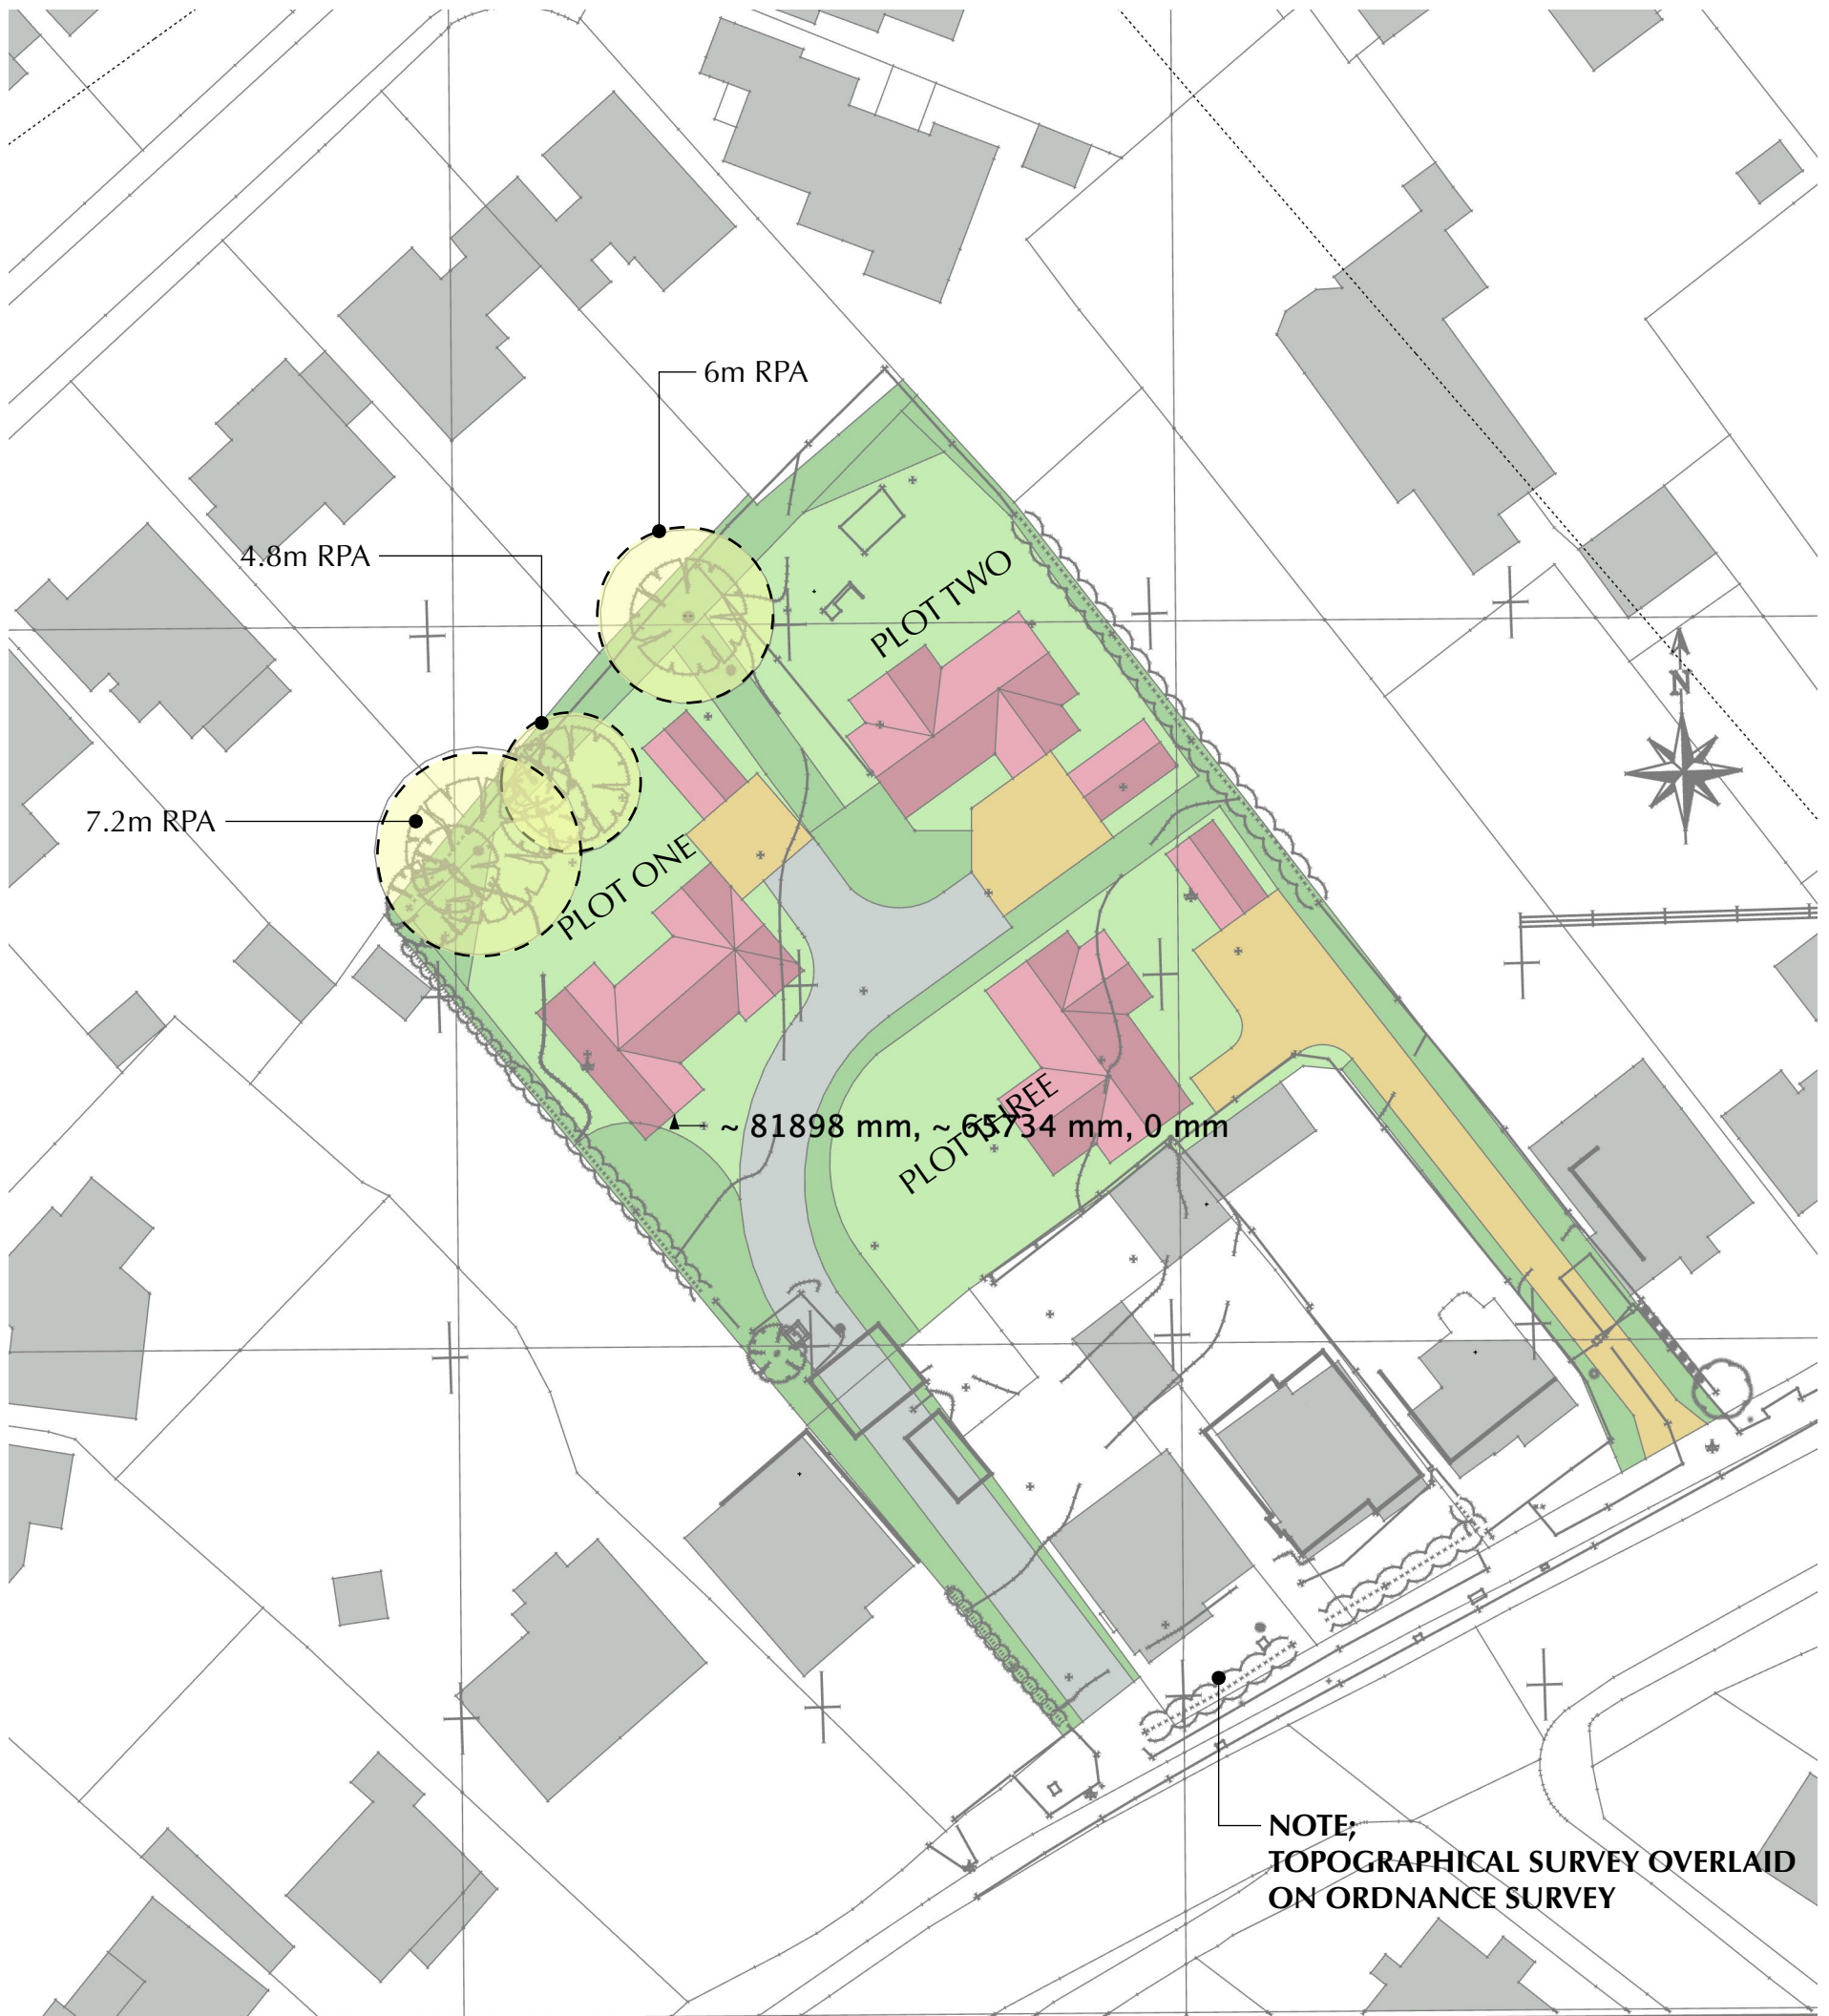 6m RPA
4.8m RPA
PLOT TWO
N
7.2m RPA
PLOT ONE
~ 81898 mm, ~ 65734 mm, 0 mm
PLOT THREE
NOTE;
TOPOGRAPHICAL SURVEY OVERLAID
ON ORDNANCE SURVEY